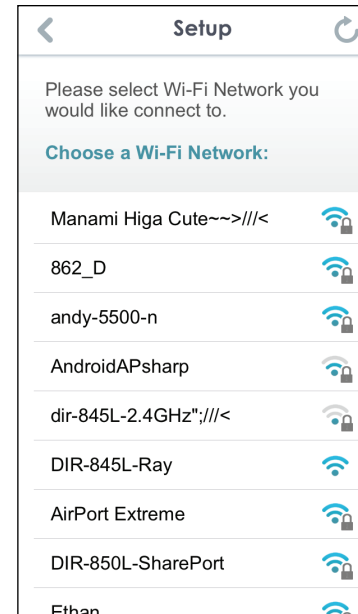 Setup
Please select Wi-Fi Network you
would like connect to.
Choose a Wi-Fi Network:
Manami Higa Cute~~>///<
862_D
andy-5500-n
AndroidAPsharp
dir-845L-2.4GHz";///<
DIR-845L-Ray
AirPort Extreme
DIR-850L-SharePort
Ethan